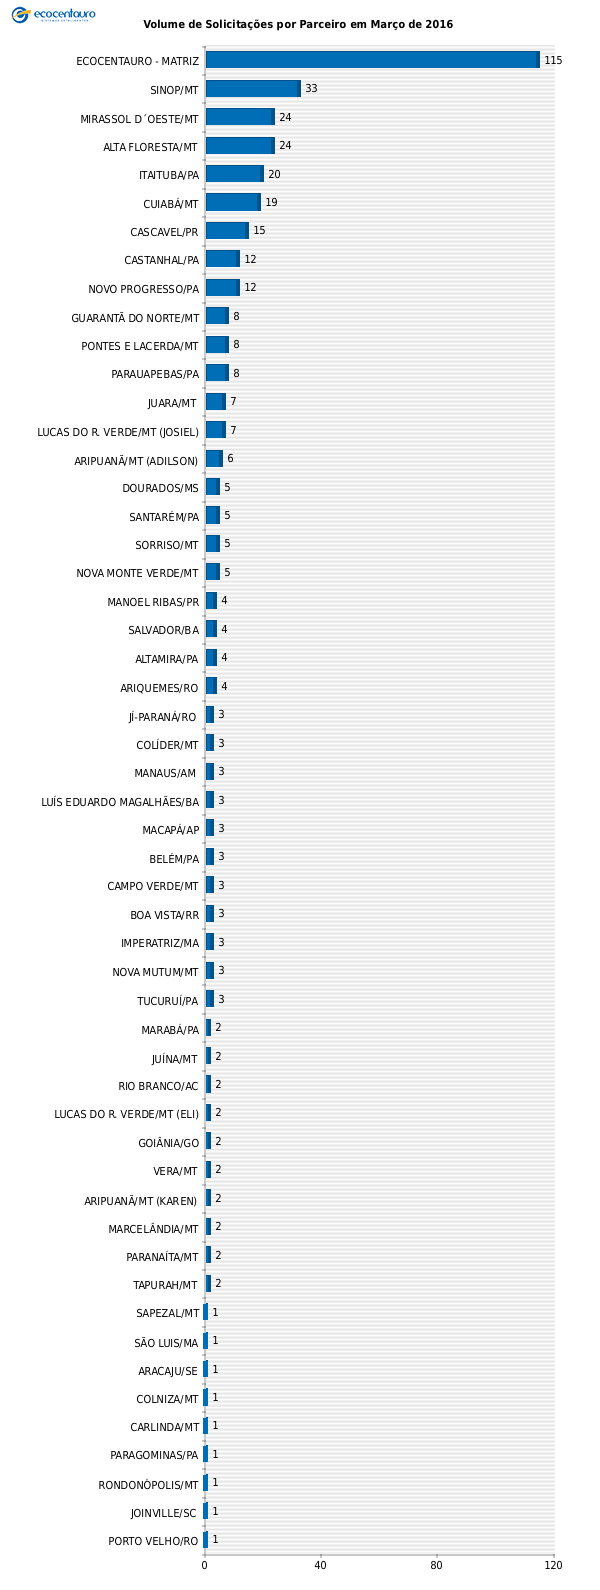 ecocentauro
Volume de Solicitações por Parceiro em Março de 2016
ECOCENTAURO - MATRIZ 115
SINOP/MT 33
MIRASSOL D´OESTE/MT 24
ALTA FLORESTA/MT 24
ITAITUBA/PA 20
CUIABÁ/MT 19
CASCAVEL/PR 15
CASTANHAL/PA 12
NOVO PROGRESSO/PA 12
GUARANTÃ DO NORTE/MT 8
PONTES E LACERDA/MT 8
PARAUAPEBAS/PA 8
JUARA/MT 7
LUCAS DO R. VERDE/MT (JOSIEL) 7
ARIPUANÃ/MT (ADILSON) 6
DOURADOS/MS 5
SANTARÉM/PA 5
SORRISO/MT 5
NOVA MONTE VERDE/MT 5
MANOEL RIBAS/PR 4
SALVADOR/BA 4
ALTAMIRA/PA 4
ARIQUEMES/RO 4
JÍ-PARANÁ/RO 3
COLÍDER/MT 3
MANAUS/AM 3
LUÍS EDUARDO MAGALHÃES/BA 3
MACAPÁ/AP 3
BELÉM/PA 3
CAMPO VERDE/MT 3
BOA VISTA/RR 3
IMPERATRIZ/MA 3
NOVA MUTUM/MT 3
TUCURUÍ/PA 3
MARABÁ/PA 2
JUÍNA/MT 2
RIO BRANCO/AC 2
LUCAS DO R. VERDE/MT (ELI) 2
GOIÂNIA/GO 2
VERA/MT 2
ARIPUANÃ/MT (KAREN) 2
MARCELÂNDIA/MT 2
PARANAÍTA/MT 2
TAPURAH/MT 2
SAPEZAL/MT 1
SÃO LUIS/MA 1
ARACAJU/SE 1
COLNIZA/MT 1
CARLINDA/MT 1
PARAGOMINAS/PA 1
RONDONÓPOLIS/MT 1
JOINVILLE/SC 1
PORTO VELHO/RO 1
0 40 80 120